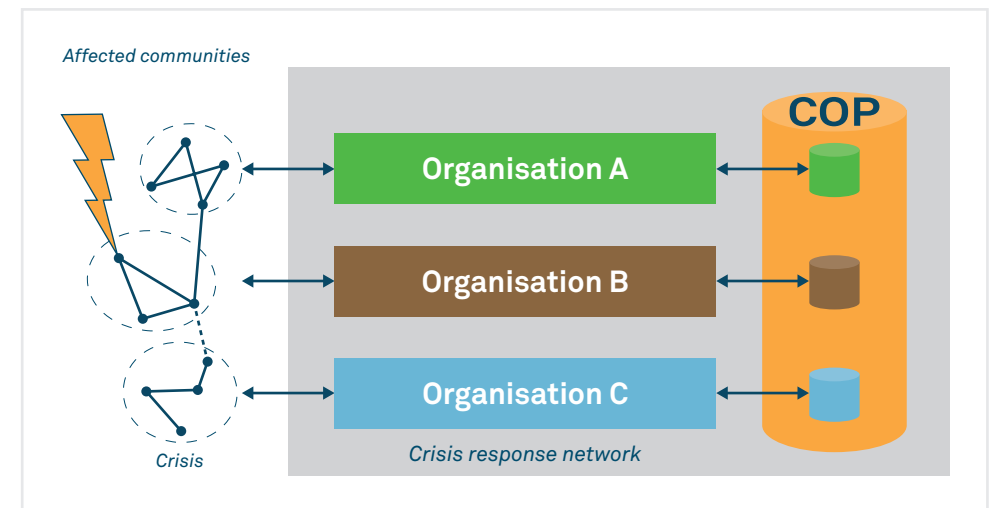 Affected communities
COP
Organisation A
Organisation B
Organisation C
Crisis response network
Crisis